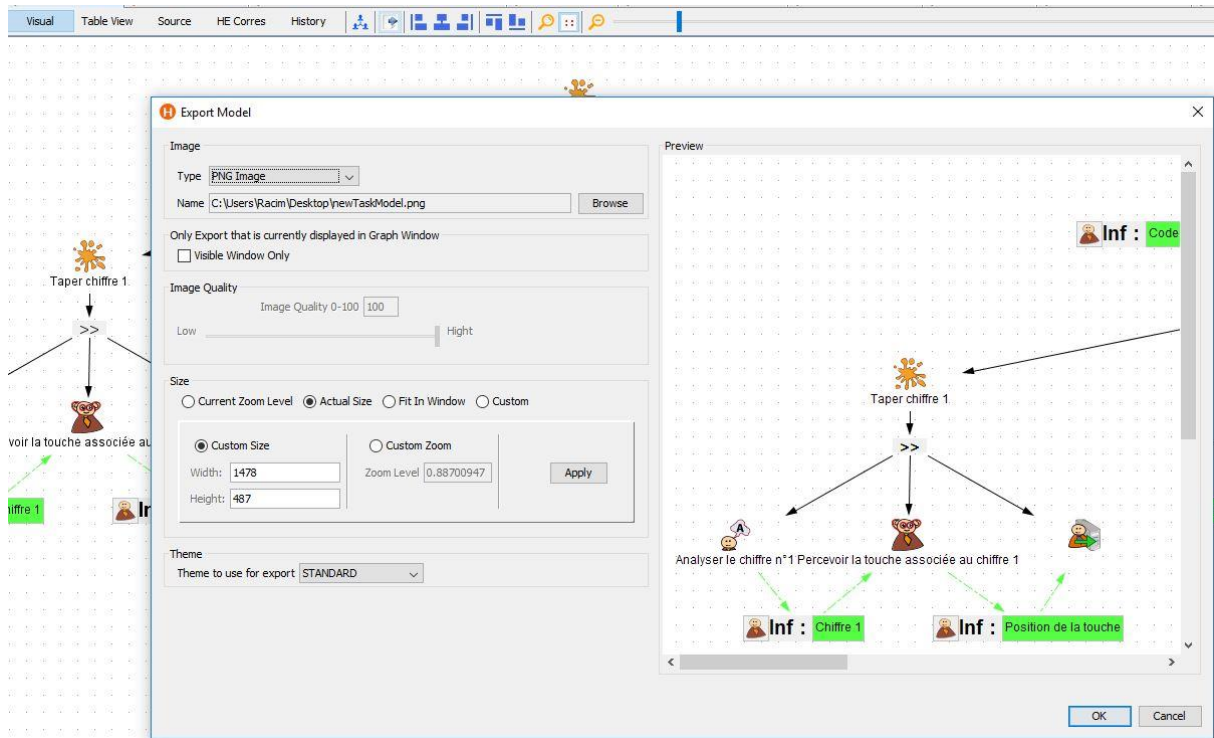 Visual Table View Source HE Corres History
Export Model
Image
Type PNG Image
Name C:\Users\Racim\Desktop\newTaskModel.png Browse
Only Export that is currently displayed in Graph Window
Visible Window Only
Image Quality
Image Quality 0-100 100
Low Hight
Size
Current Zoom Level Actual Size Fit In Window Custom
Custom Size Custom Zoom
Width: 1478 Zoom Level 0.88700947 Apply
Height: 487
Theme
Theme to use for export STANDARD
Preview
Inf : Code
Taper chiffre 1
>>
A
Analyser le chiffre n°1 Percevoir la touche associée au chiffre 1
Inf : Chiffre 1 Inf : Position de la touche
OK Cancel
Taper chiffre 1
>>
voir la touche associée au
hiffre 1 In